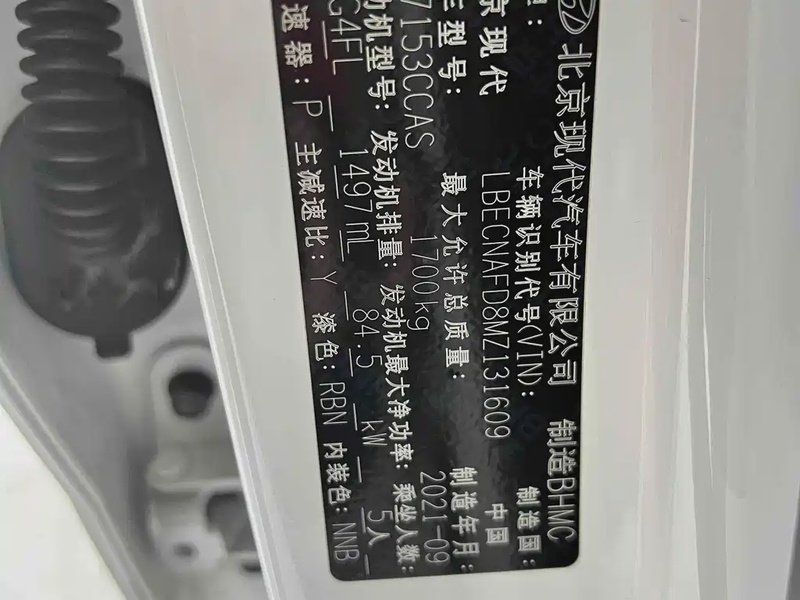 北京现代汽车有限公司 制造BHMC
车辆识别代号(VIN): 制造国:
京现代 LBECNAFD8MZ131609 中国
型号: 最大允许总质量: 制造年月:
7153CCAS 1700kg 2021-09
动机型号: 发动机排量: 发动机最大净功率: 乘坐人数:
G4FL 1497ml 84.5 kW 5人
速器: P 主减速比: Y 漆色: RBN 内装色: NNB